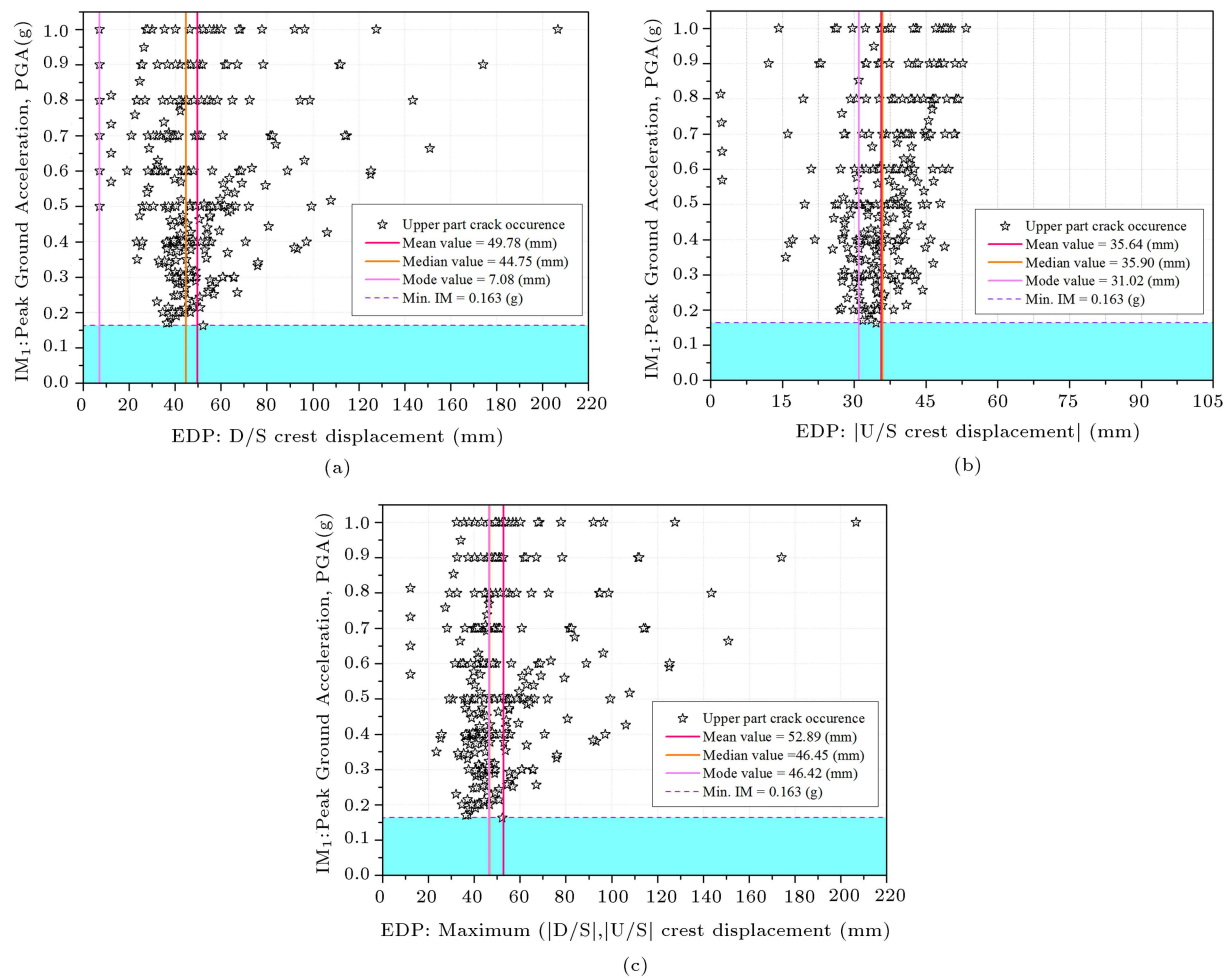 1.0
0.9
0.8
0.7
0.6
0.5
0.4
0.3
0.2
0.1
0.0
IM1:Peak Ground Acceleration, PGA(g)
Upper part crack occurence
Mean value = 49.78 (mm)
Median value = 44.75 (mm)
Mode value = 7.08 (mm)
Min. IM = 0.163 (g)
0 20 40 60 80 100 120 140 160 180 200 220
EDP: D/S crest displacement (mm)
(a)
1.0
0.9
0.8
0.7
0.6
0.5
0.4
0.3
0.2
0.1
0.0
IM1:Peak Ground Acceleration, PGA(g)
Upper part crack occurence
Mean value = 35.64 (mm)
Median value = 35.90 (mm)
Mode value = 31.02 (mm)
Min. IM = 0.163 (g)
0 15 30 45 60 75 90 105
EDP: |U/S crest displacement| (mm)
(b)
1.0
0.9
0.8
0.7
0.6
0.5
0.4
0.3
0.2
0.1
0.0
IM1:Peak Ground Acceleration, PGA(g)
Upper part crack occurence
Mean value = 52.89 (mm)
Median value =46.45 (mm)
Mode value = 46.42 (mm)
Min. IM = 0.163 (g)
0 20 40 60 80 100 120 140 160 180 200 220
EDP: Maximum (|D/S|,|U/S| crest displacement (mm)
(c)